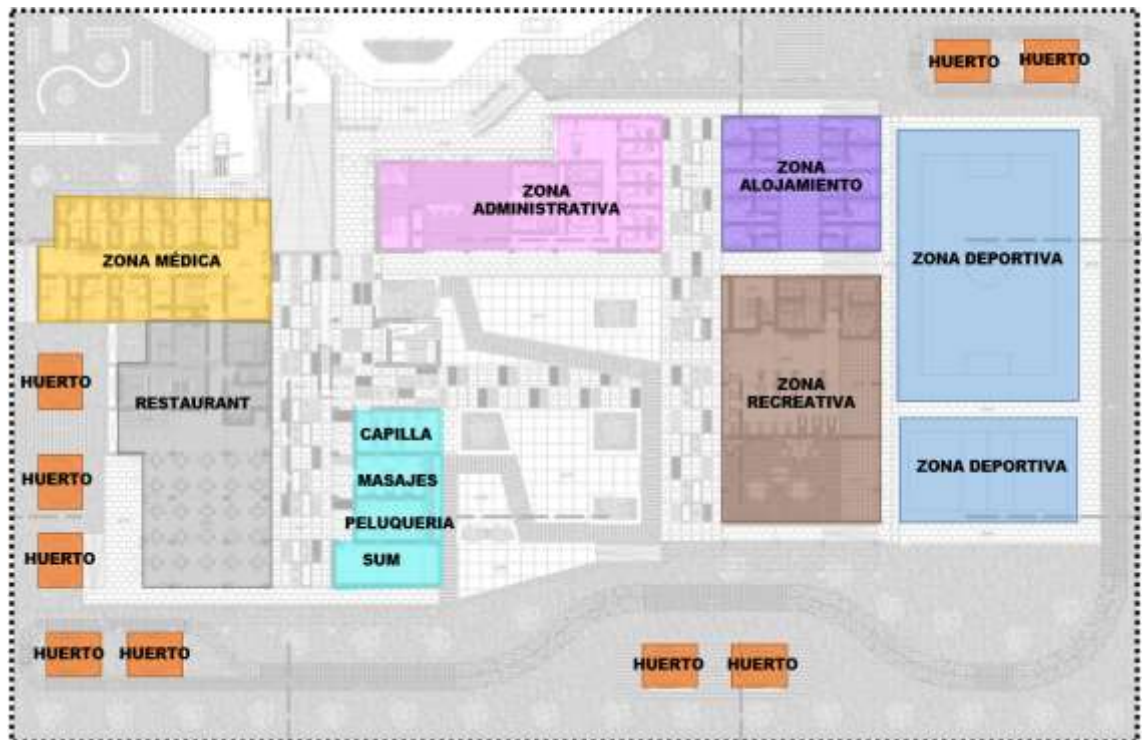 HUERTO
HUERTO
ZONA
ALOJAMIENTO
ZONA
ADMINISTRATIVA
ZONA MÉDICA
ZONA DEPORTIVA
HUERTO
RESTAURANT
ZONA
RECREATIVA
CAPILLA
MASAJES
PELUQUERIA
SUM
ZONA DEPORTIVA
HUERTO
HUERTO
HUERTO
HUERTO
HUERTO
HUERTO